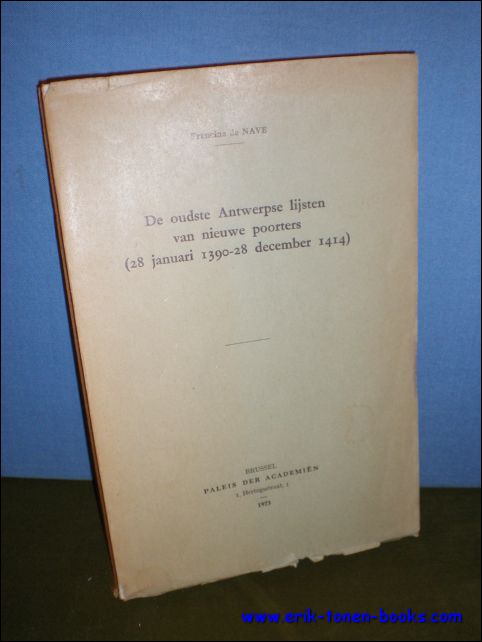 Francine de NAVE
De oudste Antwerpse lijsten
van nieuwe poorters
(28 januari 1390-28 december 1414)
BRUSSEL
PALEIS DER ACADEMIËN
1, Hertogsstraat, 1
1973
www.erik-tonen-books.com